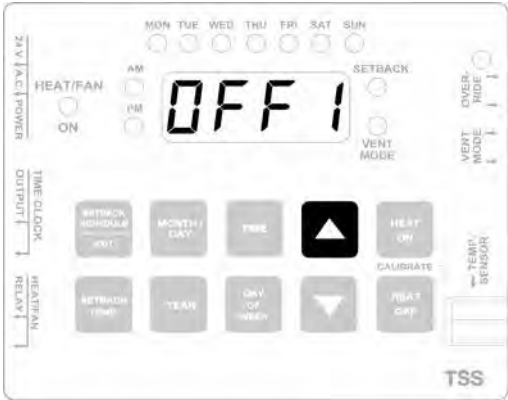 MON TUE WED THU FRI SAT SUN
24 V. A.C. POWER
HEAT/FAN
ON
AM
PM
OFF1
SETBACK
VENT
MODE
OVER-
RIDE
VENT
MODE
TIME CLOCK
OUTPUT
SETBACK
SCHEDULE
MONTH/
DAY
TIME
HEAT
ON
CALIBRATE
HEAT/FAN
RELAY
SETBACK
TEMP
YEAR
DAY
OF
WEEK
HEAT
OFF
TEMP.
SENSOR
TSS